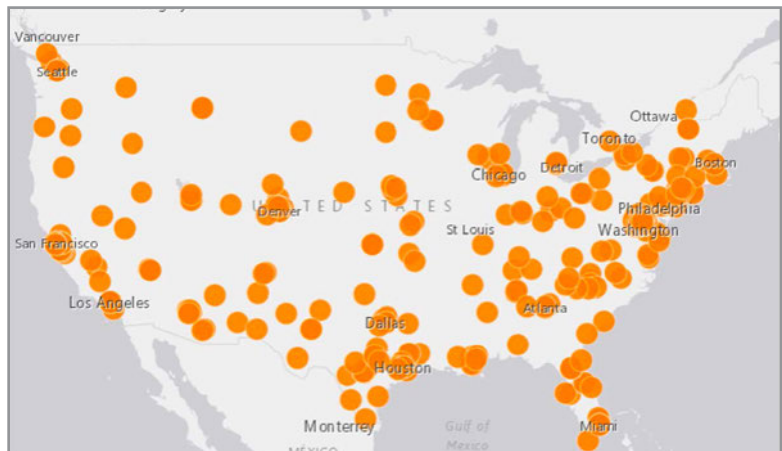 Vancouver
Seattle
Ottawa
Toronto
Boston
Detroit
Chicago
UNITED STATES
Denver
Philadelphia
St Louis
Washington
San Francisco
Los Angeles
Atlanta
Dallas
Houston
Monterrey
Gulf of
Mexico
Miami
MÉXICO